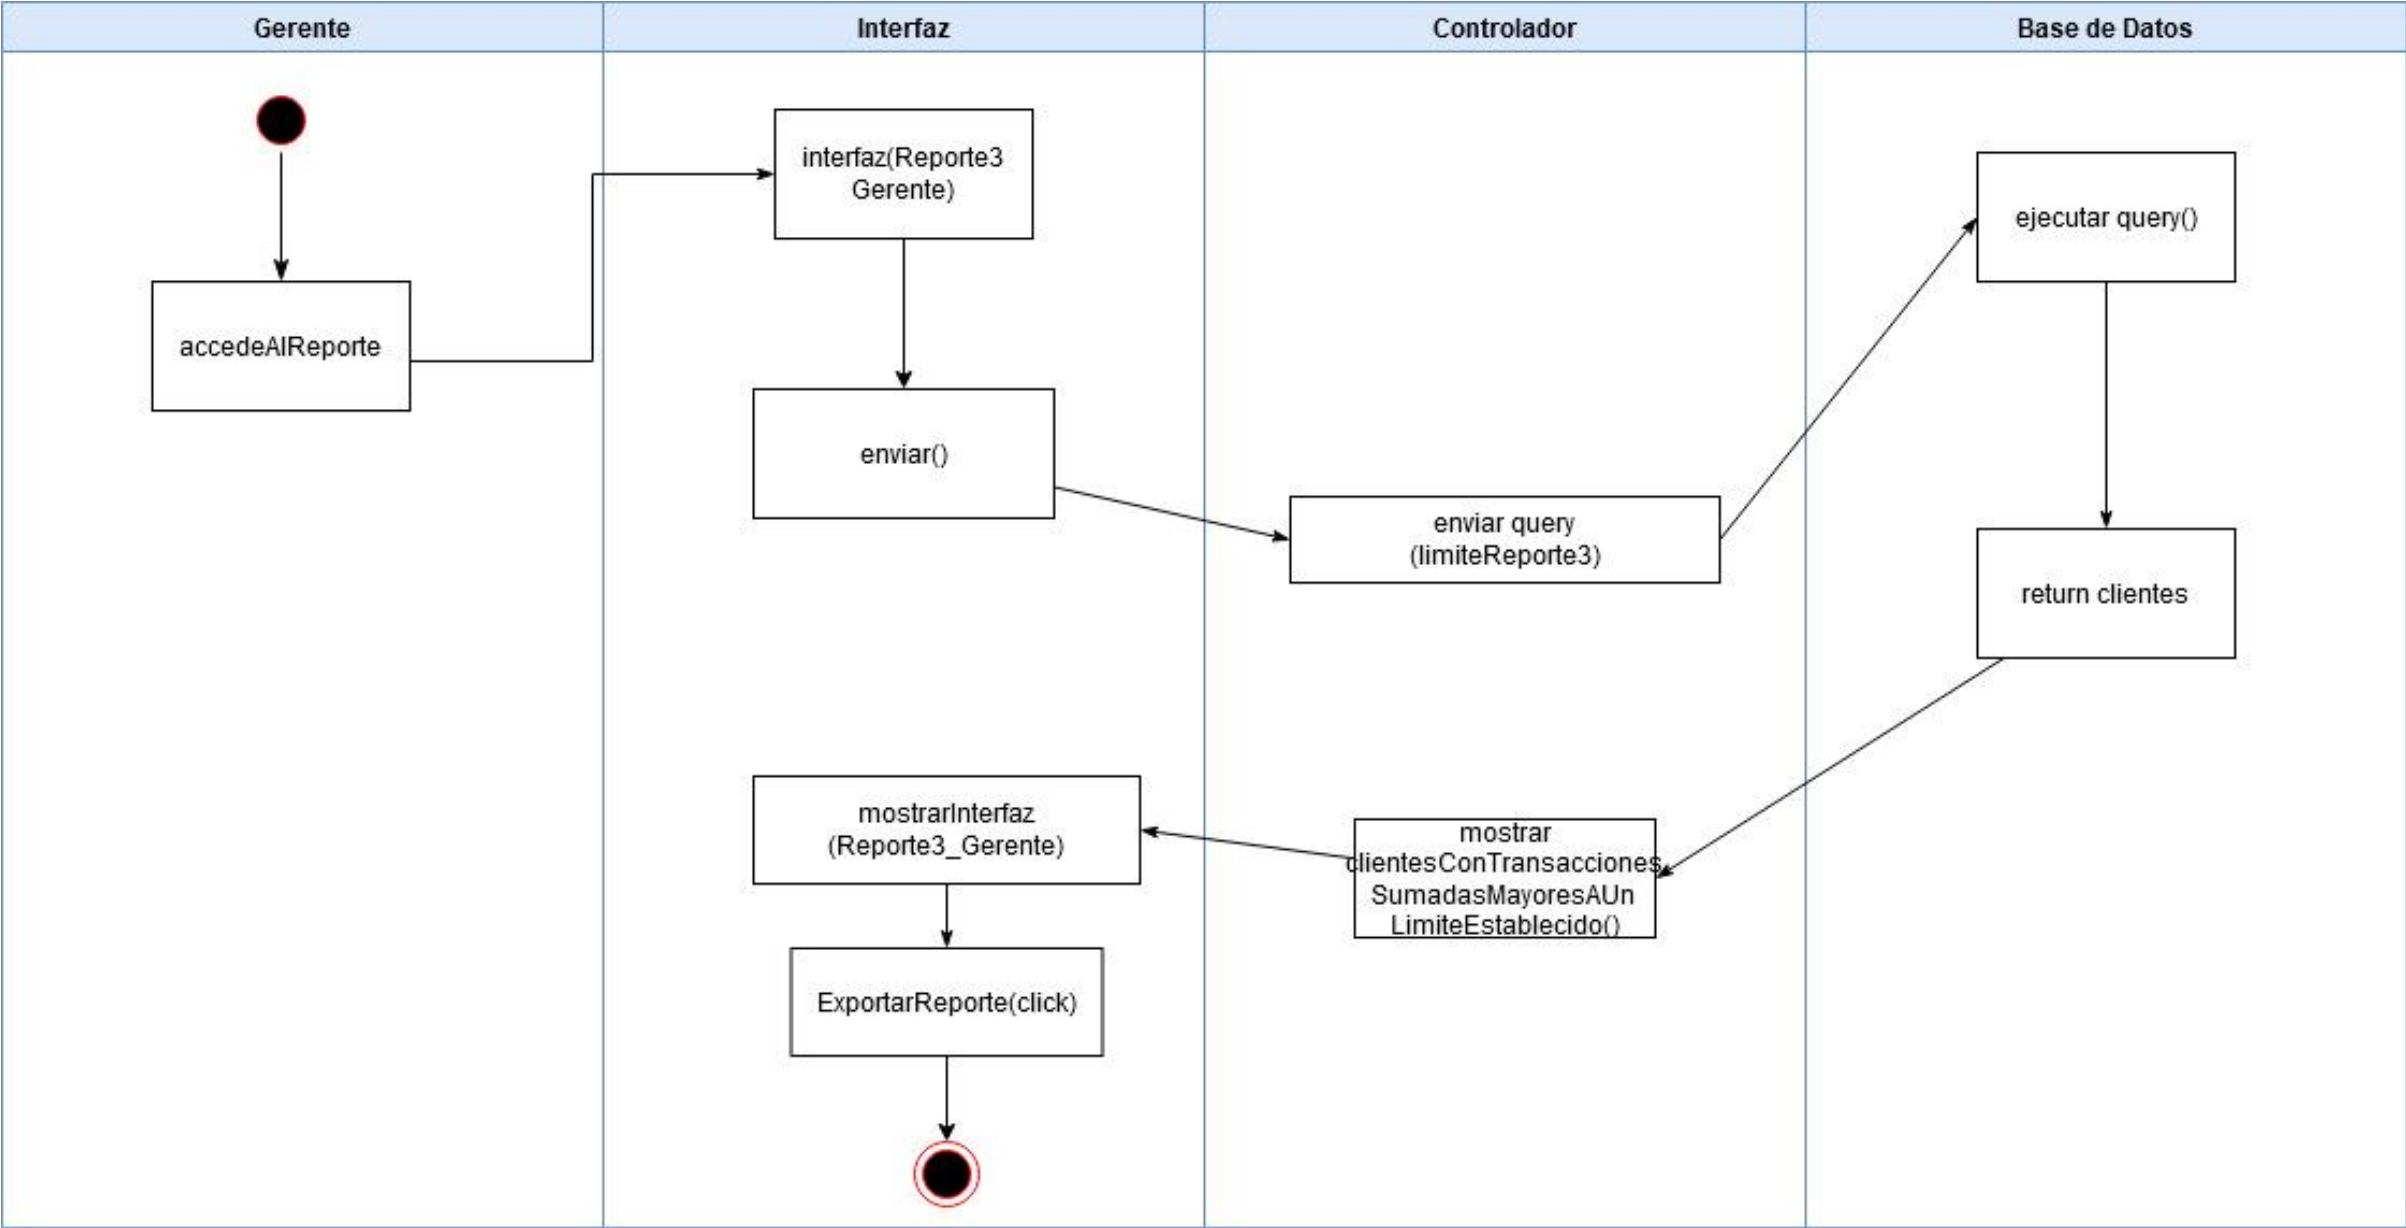 Gerente
Interfaz
Controlador
Base de Datos
accedeAlReporte
interfaz(Reporte3
Gerente)
enviar()
enviar query
(limiteReporte3)
ejecutar query()
return clientes
mostrar
clientesConTransacciones
SumadasMayoresAUn
LimiteEstablecido()
mostrarInterfaz
(Reporte3_Gerente)
ExportarReporte(click)